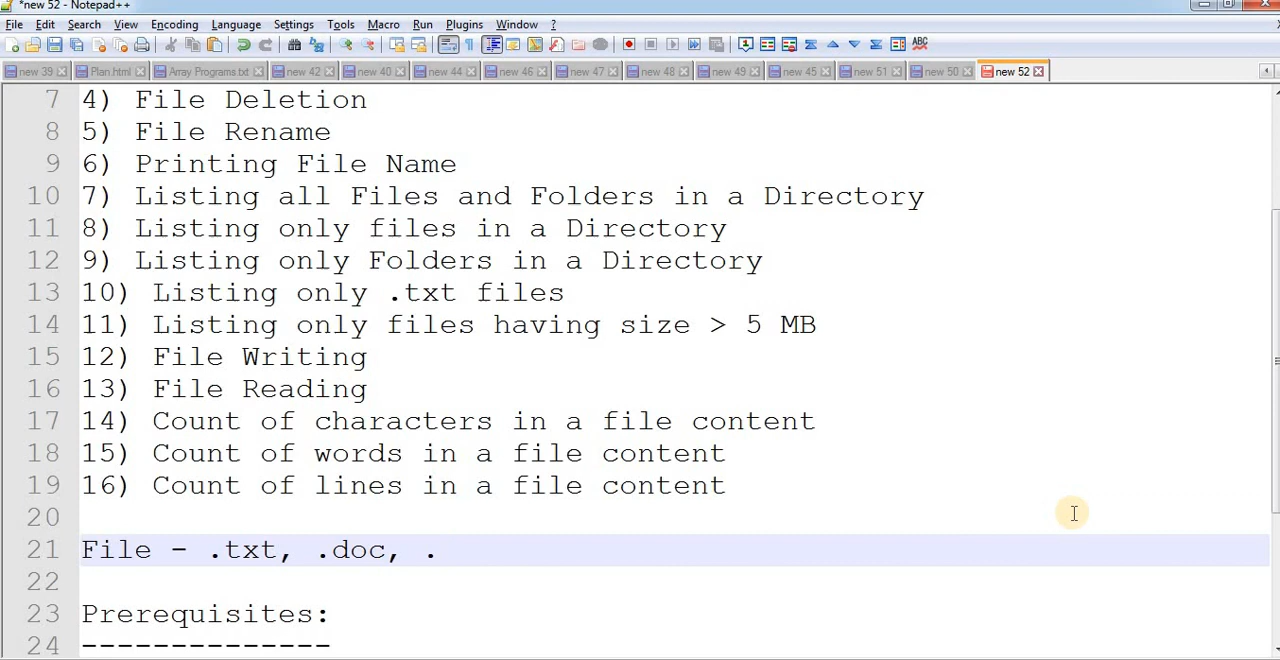 *new 52 - Notepad++
File Edit Search View Encoding Language Settings Tools Macro Run Plugins Window ?
new 39 Plan.html Array Programs.txt new 42 new 40 new 44 new 46 new 47 new 48 new 49 new 45 new 51 new 50 new 52
7 4) File Deletion
8 5) File Rename
9 6) Printing File Name
10 7) Listing all Files and Folders in a Directory
11 8) Listing only files in a Directory
12 9) Listing only Folders in a Directory
13 10) Listing only .txt files
14 11) Listing only files having size > 5 MB
15 12) File Writing
16 13) File Reading
17 14) Count of characters in a file content
18 15) Count of words in a file content
19 16) Count of lines in a file content
20
21 File - .txt, .doc, .
22
23 Prerequisites:
24 --------------